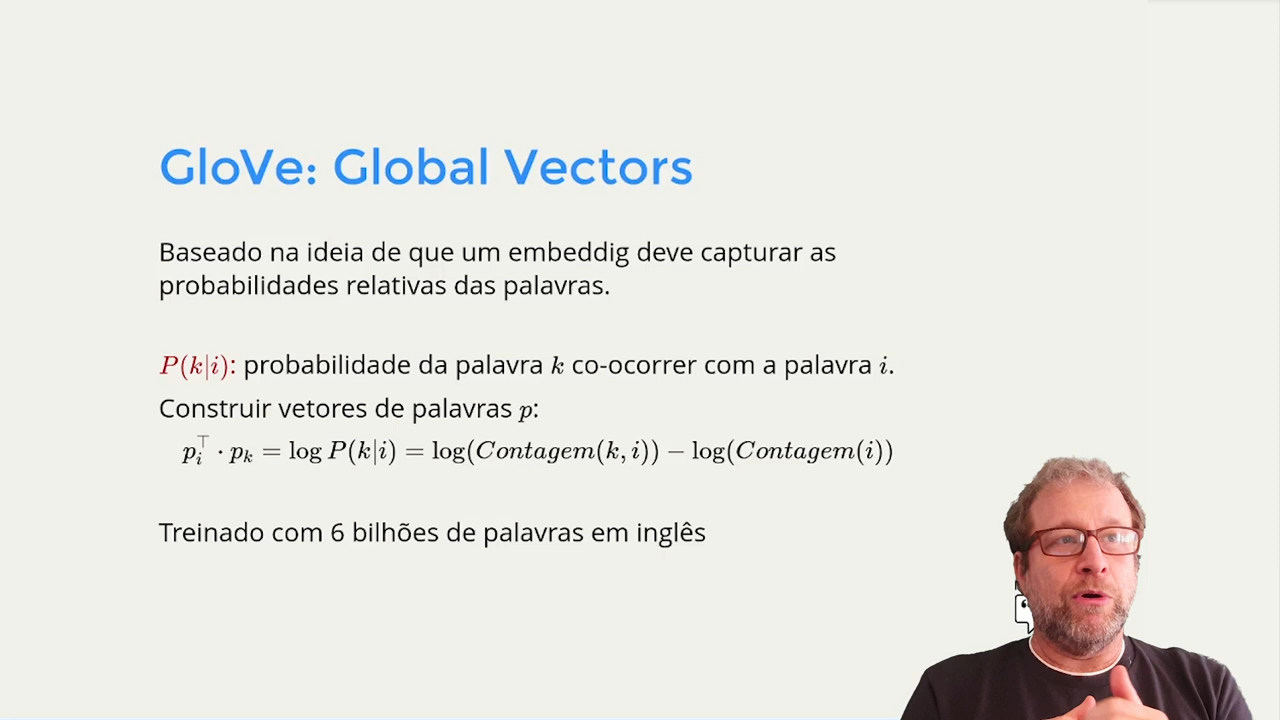 GloVe: Global Vectors
Baseado na ideia de que um embeddig deve capturar as
probabilidades relativas das palavras.
P(k|i): probabilidade da palavra k co-ocorrer com a palavra i.
Construir vetores de palavras p:
p_i^⊤ · p_k = log P(k|i) = log(Contagem(k, i)) − log(Contagem(i))
Treinado com 6 bilhões de palavras em inglês